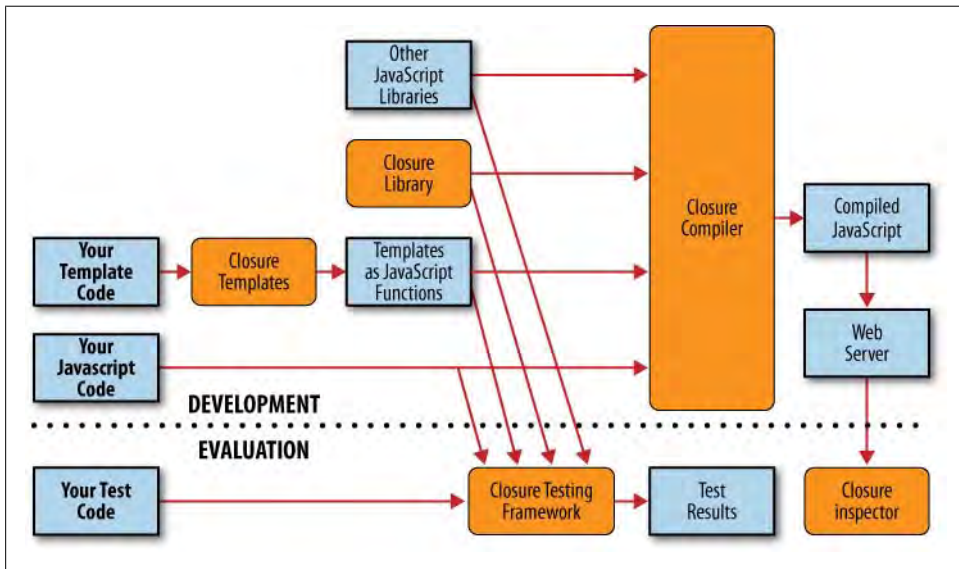 Other
JavaScript
Libraries
Closure
Library
Closure
Compiler
Compiled
JavaScript
Your
Template
Code
Closure
Templates
Templates
as JavaScript
Functions
Your
Javascript
Code
Web
Server
DEVELOPMENT
EVALUATION
Your Test
Code
Closure Testing
Framework
Test
Results
Closure
inspector